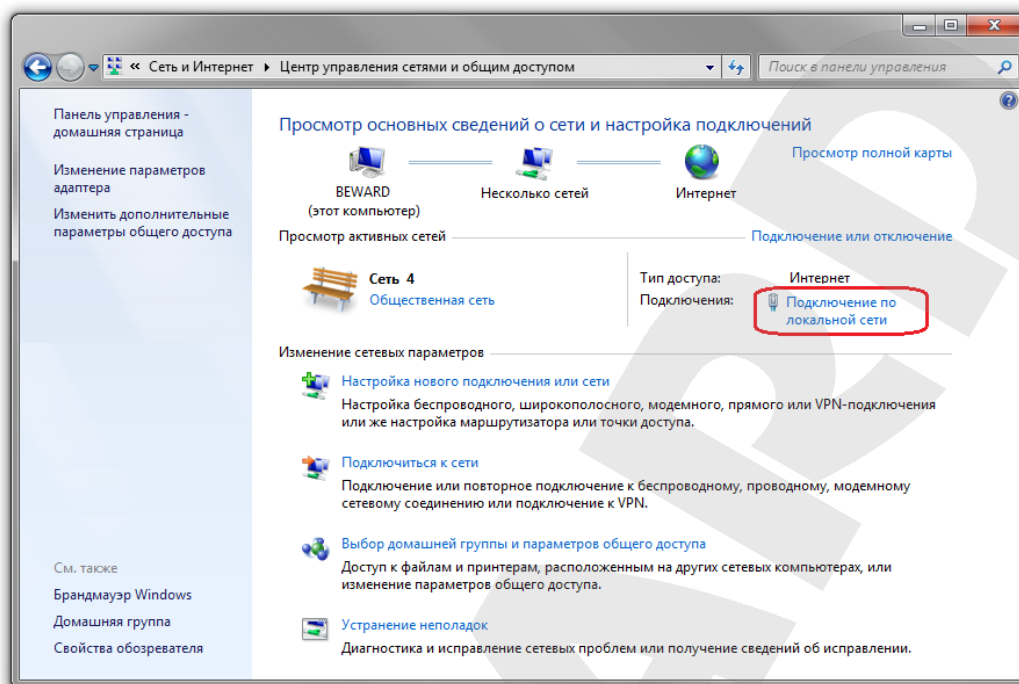 « Сеть и Интернет ▸ Центр управления сетями и общим доступом
Поиск в панели управления
Панель управления -
домашняя страница
Изменение параметров
адаптера
Изменить дополнительные
параметры общего доступа
См. также
Брандмауэр Windows
Домашняя группа
Свойства обозревателя
Просмотр основных сведений о сети и настройка подключений
Просмотр полной карты
BEWARD
(этот компьютер)
Несколько сетей
Интернет
Просмотр активных сетей
Подключение или отключение
Сеть 4
Общественная сеть
Тип доступа: Интернет
Подключения: Подключение по
локальной сети
Изменение сетевых параметров
Настройка нового подключения или сети
Настройка беспроводного, широкополосного, модемного, прямого или VPN-подключения
или же настройка маршрутизатора или точки доступа.
Подключиться к сети
Подключение или повторное подключение к беспроводному, проводному, модемному
сетевому соединению или подключение к VPN.
Выбор домашней группы и параметров общего доступа
Доступ к файлам и принтерам, расположенным на других сетевых компьютерах, или
изменение параметров общего доступа.
Устранение неполадок
Диагностика и исправление сетевых проблем или получение сведений об исправлении.